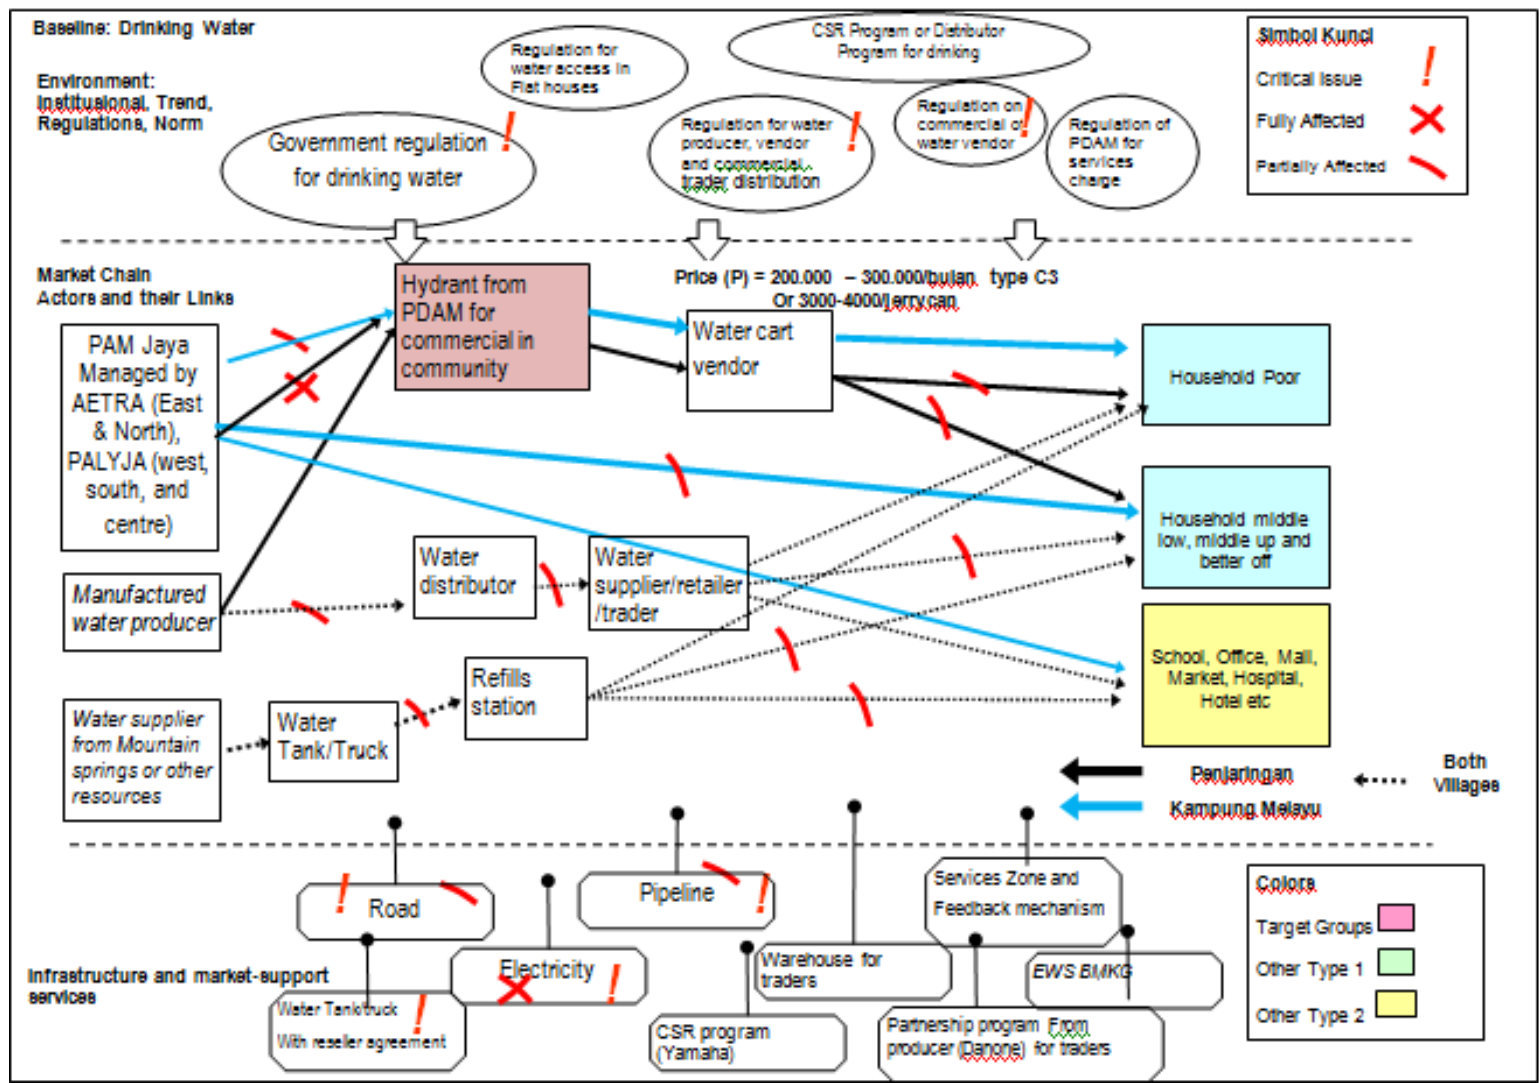 Baseline: Drinking Water
Environment:
Institusional, Trend,
Regulations, Norm
Regulation for
water access in
Flat houses
CSR Program or Distributor
Program for drinking
Government regulation
for drinking water
Regulation for water
producer, vendor
and commercial,
trader distribution
Regulation on
commercial of
water vendor
Regulation of
PDAM for
services
charge
Simbol Kunci
Critical Issue
Fully Affected
Partially Affected
Market Chain
Actors and their Links
Price (P) = 200.000 – 300.000/bulan, type C3
Or 3000-4000/jerrycan
PAM Jaya
Managed by
AETRA (East
& North),
PALYJA (west,
south, and
centre)
Hydrant from
PDAM for
commercial in
community
Water cart
vendor
Household Poor
Household middle
low, middle up and
better off
School, Office, Mall,
Market, Hospital,
Hotel etc
Manufactured
water producer
Water
distributor
Water
supplier/retailer
/trader
Refills
station
Water supplier
from Mountain
springs or other
resources
Water
Tank/Truck
Penjaringan
Kampung Melayu
Both
Villages
Infrastructure and market-support
services
Road
Water Tank/truck
With reseller agreement
Electricity
Pipeline
CSR program
(Yamaha)
Warehouse for
traders
Services Zone and
Feedback mechanism
EWS BMKG
Partnership program From
producer (Danone) for traders
Colors
Target Groups
Other Type 1
Other Type 2